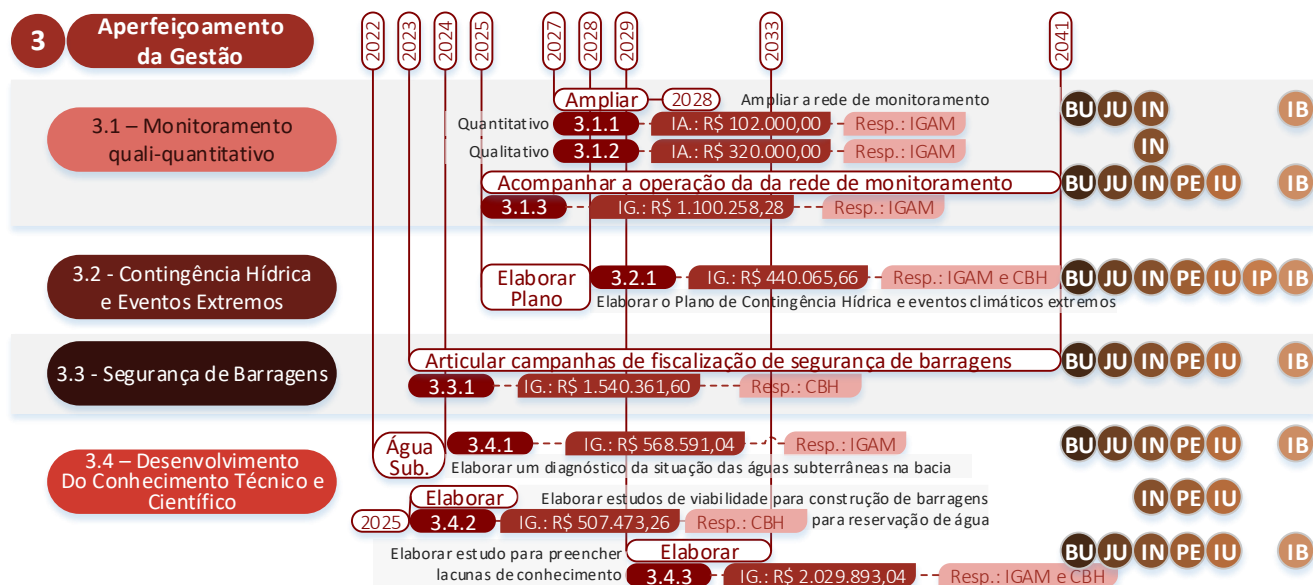 3
Aperfeiçoamento
da Gestão
2022
2023
2024
2025
2027
2028
2029
2033
2041
3.1 – Monitoramento
quali-quantitativo
Ampliar
2028
Ampliar a rede de monitoramento
Quantitativo
3.1.1
IA.: R$ 102.000,00
Resp.: IGAM
BU JU IN IB
Qualitativo
3.1.2
IA.: R$ 320.000,00
Resp.: IGAM
IN
Acompanhar a operação da da rede de monitoramento
BU JU IN PE IU IB
3.1.3
IG.: R$ 1.100.258,28
Resp.: IGAM
3.2 - Contingência Hídrica
e Eventos Extremos
Elaborar
Plano
3.2.1
IG.: R$ 440.065,66
Resp.: IGAM e CBH
BU JU IN PE IU IP IB
Elaborar o Plano de Contingência Hídrica e eventos climáticos extremos
3.3 - Segurança de Barragens
Articular campanhas de fiscalização de segurança de barragens
BU JU IN PE IU IB
3.3.1
IG.: R$ 1.540.361,60
Resp.: CBH
3.4 – Desenvolvimento
Do Conhecimento Técnico e
Científico
Água
Sub.
3.4.1
IG.: R$ 568.591,04
Resp.: IGAM
BU JU IN PE IU IB
Elaborar um diagnóstico da situação das águas subterrâneas na bacia
Elaborar
Elaborar estudos de viabilidade para construção de barragens
para reservação de água
IN PE IU
2025
3.4.2
IG.: R$ 507.473,26
Resp.: CBH
Elaborar estudo para preencher
lacunas de conhecimento
Elaborar
BU JU IN PE IU IB
3.4.3
IG.: R$ 2.029.893,04
Resp.: IGAM e CBH